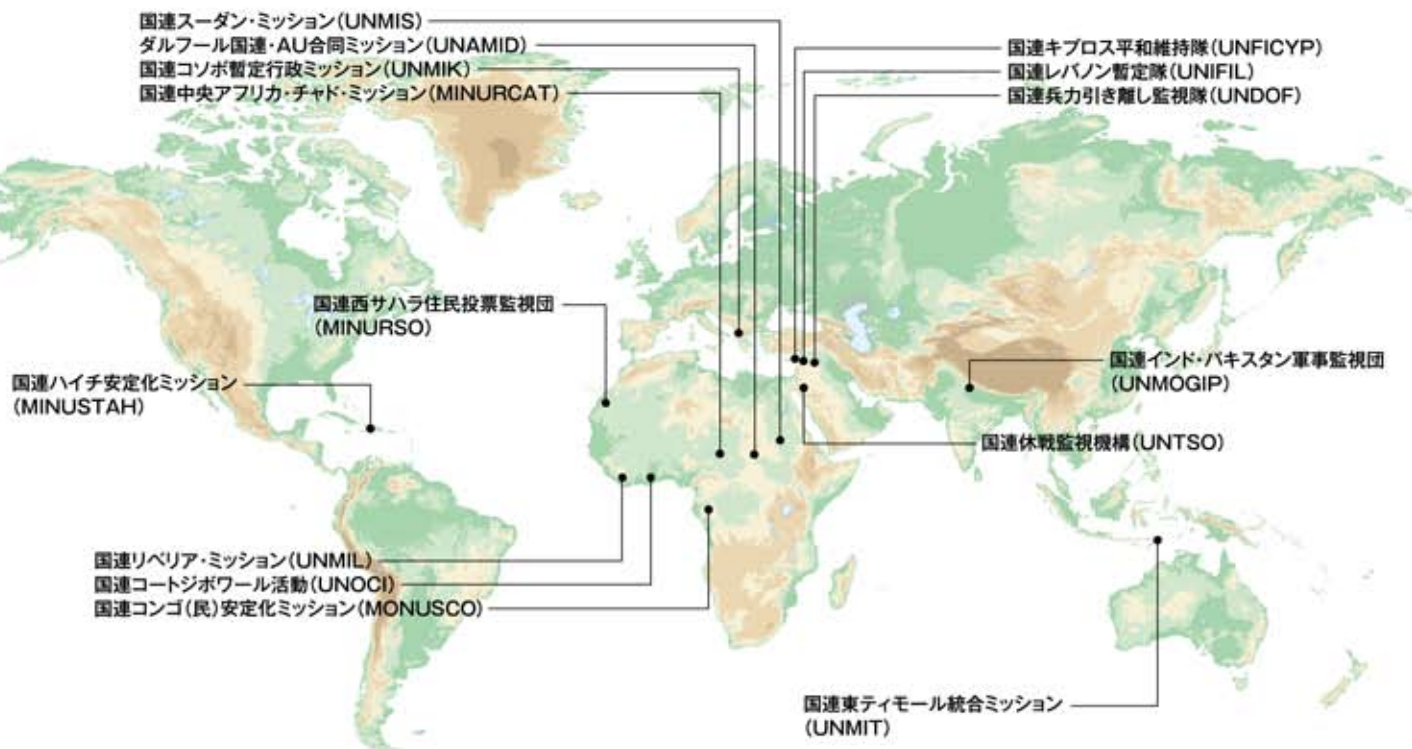 国連スーダン・ミッション(UNMIS)
ダルフール国連・AU合同ミッション(UNAMID)
国連コソボ暫定行政ミッション(UNMIK)
国連中央アフリカ・チャド・ミッション(MINURCAT)
国連キプロス平和維持隊(UNFICYP)
国連レバノン暫定隊(UNIFIL)
国連兵力引き離し監視隊(UNDOF)
国連西サハラ住民投票監視団
(MINURSO)
国連ハイチ安定化ミッション
(MINUSTAH)
国連インド・パキスタン軍事監視団
(UNMOGIP)
国連休戦監視機構(UNTSO)
国連リベリア・ミッション(UNMIL)
国連コートジボワール活動(UNOCI)
国連コンゴ(民)安定化ミッション(MONUSCO)
国連東ティモール統合ミッション
(UNMIT)